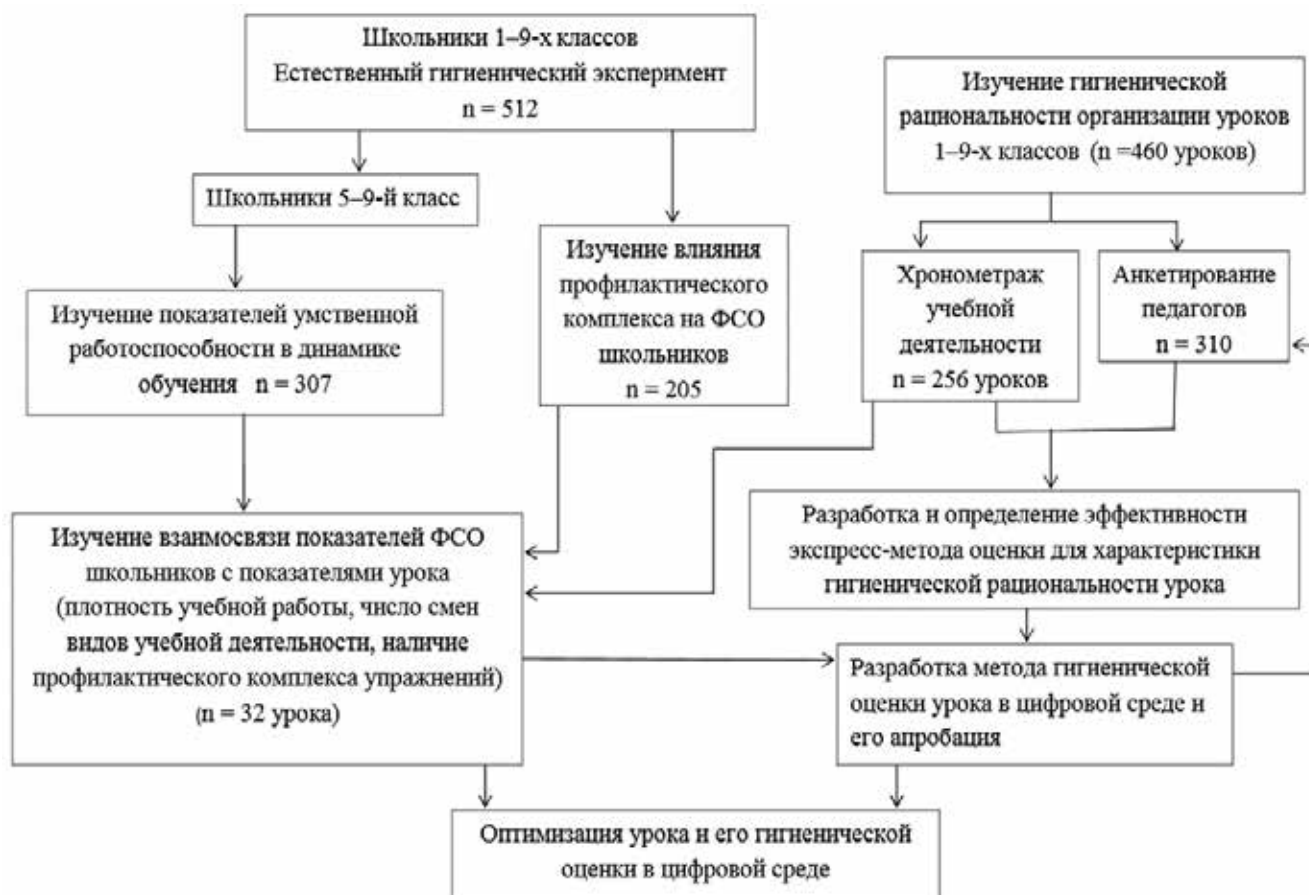 Школьники 1–9-х классов
Естественный гигиенический эксперимент
n = 512
Изучение гигиенической
рациональности организации уроков
1–9-х классов (n =460 уроков)
Школьники 5–9-й класс
Изучение влияния
профилактического
комплекса на ФСО
школьников
n = 205
Хронометраж
учебной
деятельности
n = 256 уроков
Анкетирование
педагогов
n = 310
Изучение показателей умственной
работоспособности в динамике
обучения n = 307
Изучение взаимосвязи показателей ФСО
школьников с показателями урока
(плотность учебной работы, число смен
видов учебной деятельности, наличие
профилактического комплекса упражнений)
(n = 32 урока)
Разработка и определение эффективности
экспресс-метода оценки для характеристики
гигиенической рациональности урока
Разработка метода гигиенической
оценки урока в цифровой среде и
его апробация
Оптимизация урока и его гигиенической
оценки в цифровой среде